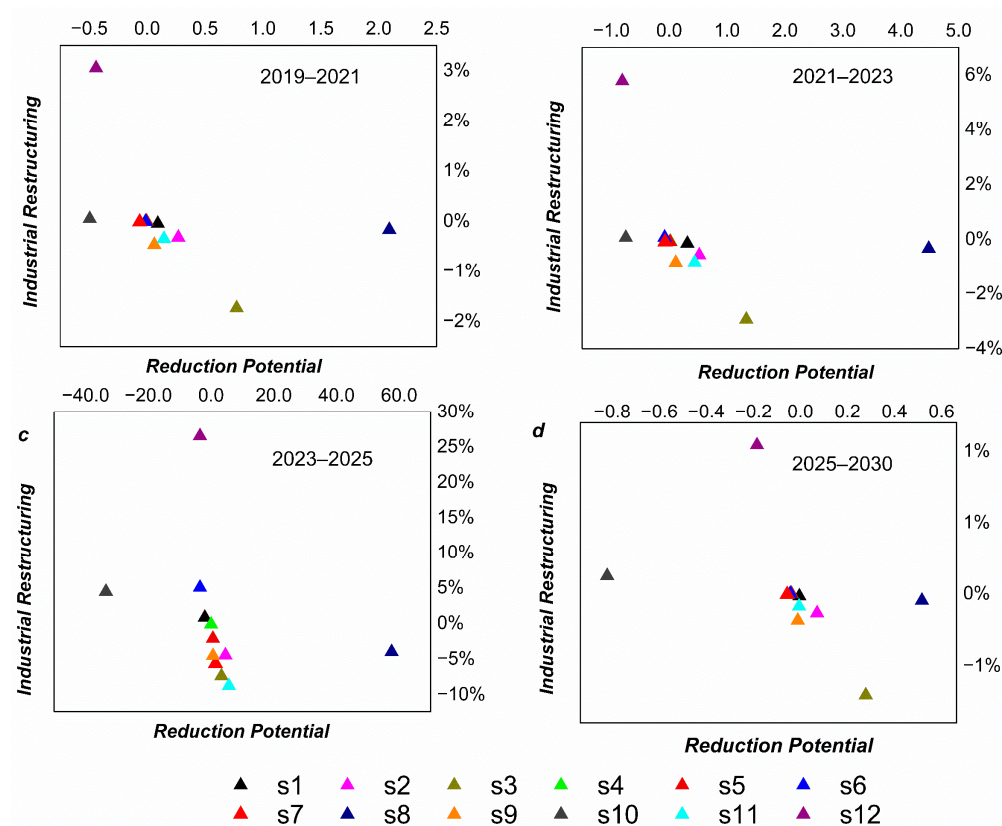 −0.5 0.0 0.5 1.0 1.5 2.0 2.5
2019–2021
3%
2%
1%
0%
−1%
−2%
Industrial Restructuring
Reduction Potential
−1.0 0.0 1.0 2.0 3.0 4.0 5.0
2021–2023
6%
4%
2%
0%
−2%
−4%
Industrial Restructuring
Reduction Potential
c
−40.0 −20.0 0.0 20.0 40.0 60.0
2023–2025
30%
25%
20%
15%
10%
5%
0%
−5%
−10%
Industrial Restructuring
Reduction Potential
d
−0.8 −0.6 −0.4 −0.2 0.0 0.2 0.4 0.6
2025–2030
1%
1%
0%
−1%
Industrial Restructuring
Reduction Potential
s1 s2 s3 s4 s5 s6
s7 s8 s9 s10 s11 s12